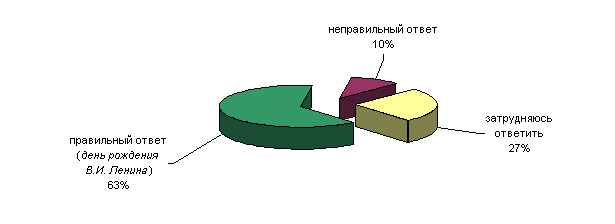 неправильный ответ
10%
затрудняюсь
ответить
27%
правильный ответ
(день рождения
В.И. Ленина)
63%